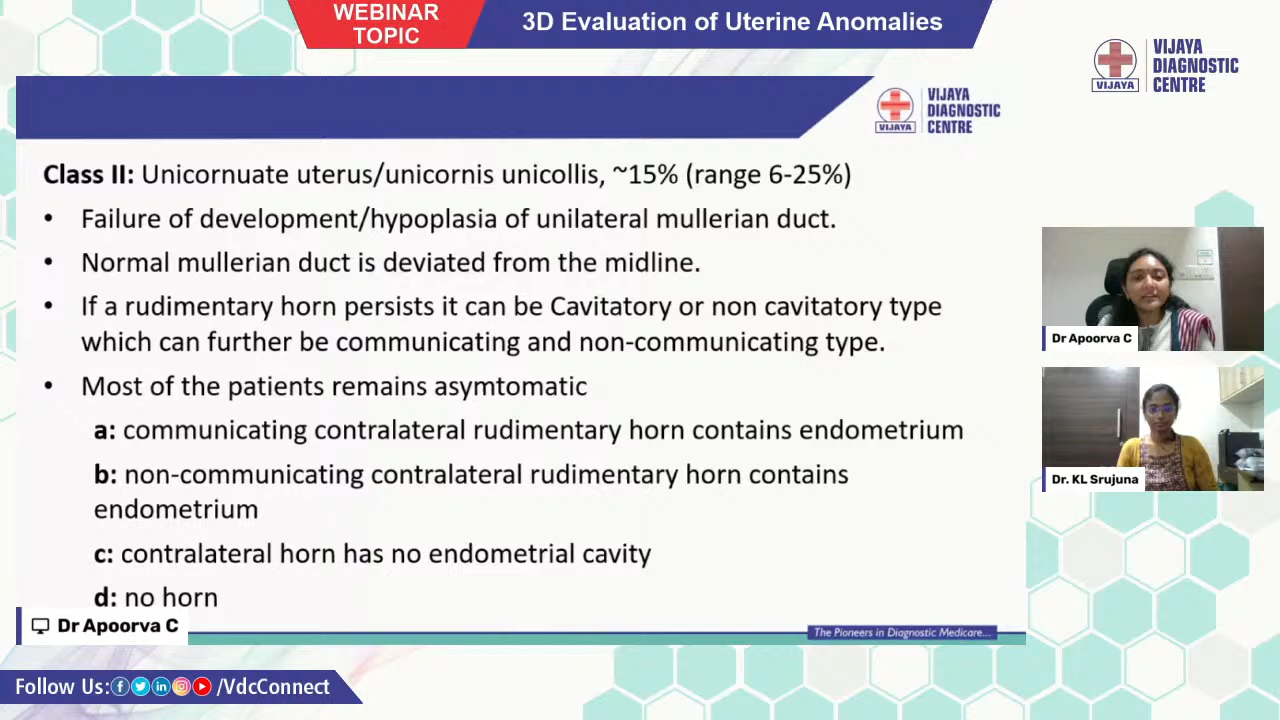 WEBINAR
TOPIC
3D Evaluation of Uterine Anomalies
VIJAYA
VIJAYA
DIAGNOSTIC
CENTRE
VIJAYA
VIJAYA
DIAGNOSTIC
CENTRE
Class II: Unicornuate uterus/unicornis unicollis, ~15% (range 6-25%)
• Failure of development/hypoplasia of unilateral mullerian duct.
• Normal mullerian duct is deviated from the midline.
• If a rudimentary horn persists it can be Cavitatory or non cavitatory type
which can further be communicating and non-communicating type.
• Most of the patients remains asymtomatic
a: communicating contralateral rudimentary horn contains endometrium
b: non-communicating contralateral rudimentary horn contains
endometrium
c: contralateral horn has no endometrial cavity
d: no horn
Dr Apoorva C
The Pioneers in Diagnostic Medicare...
Dr Apoorva C
Dr. KL Srujuna
Follow Us: /VdcConnect